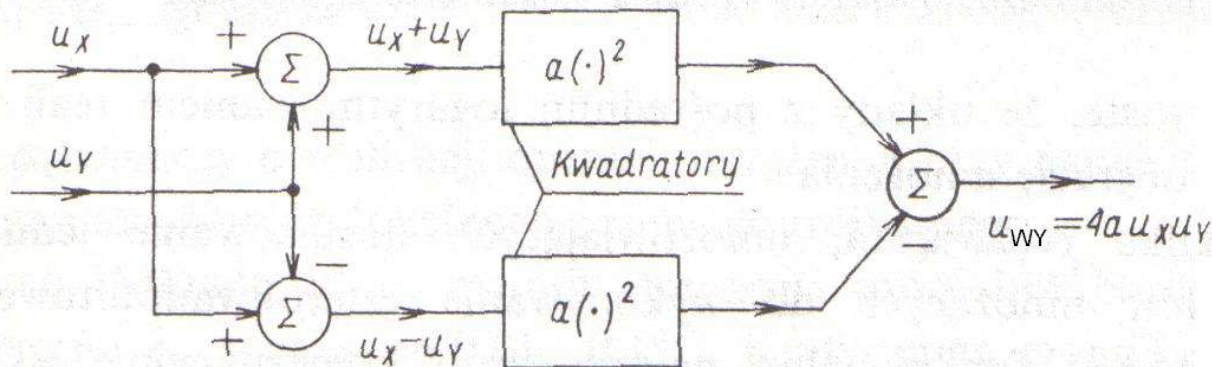 u_X
+
Σ
u_X+u_Y
a(·)²
+
u_Y
+
Kwadratory
Σ
u_WY=4au_Xu_Y
−
−
+
Σ
u_X−u_Y
a(·)²